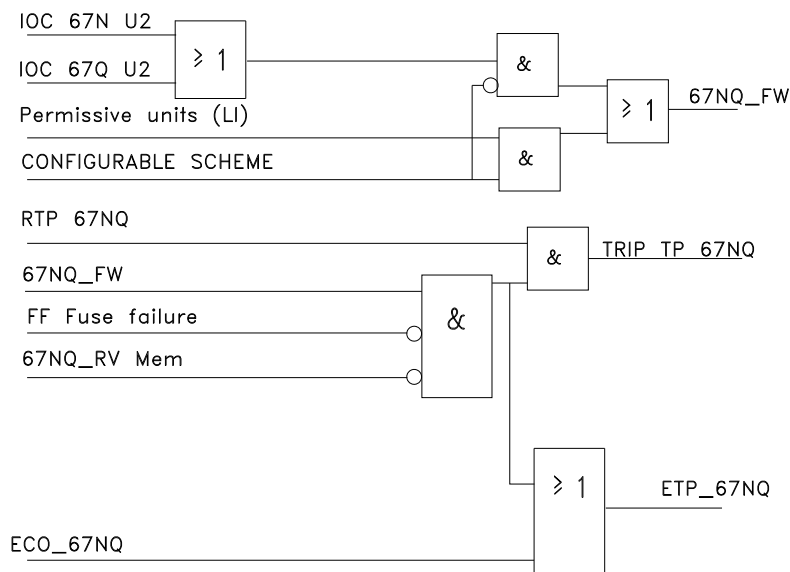 IOC 67N U2
≥ 1
&
IOC 67Q U2
67NQ_FW
≥ 1
Permissive units (LI)
&
CONFIGURABLE SCHEME
RTP 67NQ
&
TRIP TP 67NQ
67NQ_FW
&
FF Fuse failure
67NQ_RV Mem
≥ 1
ETP_67NQ
ECO_67NQ